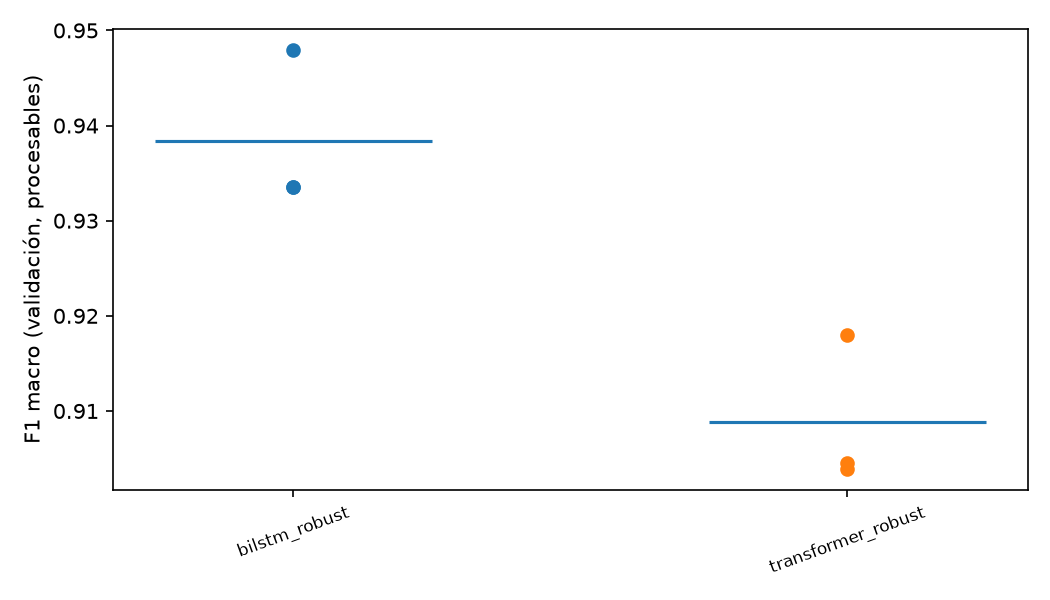 F1 macro (validación, procesables)
0.95
0.94
0.93
0.92
0.91
bilstm_robust
transformer_robust